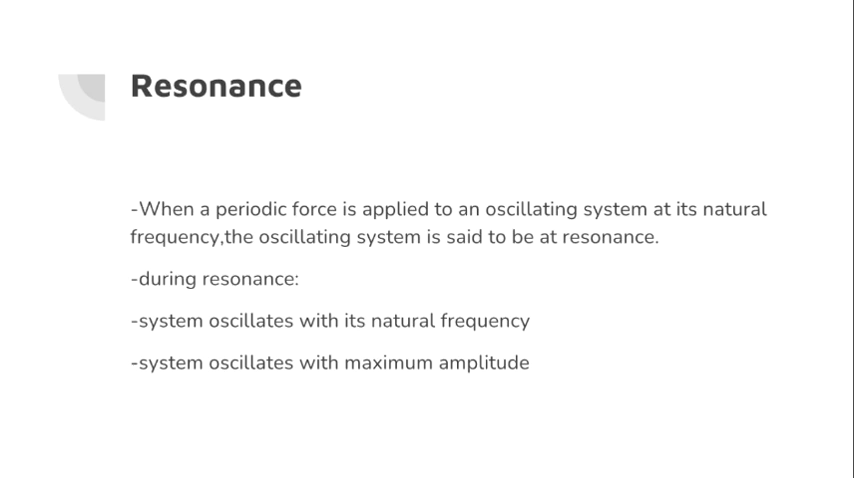 Resonance
-When a periodic force is applied to an oscillating system at its natural
frequency,the oscillating system is said to be at resonance.
-during resonance:
-system oscillates with its natural frequency
-system oscillates with maximum amplitude